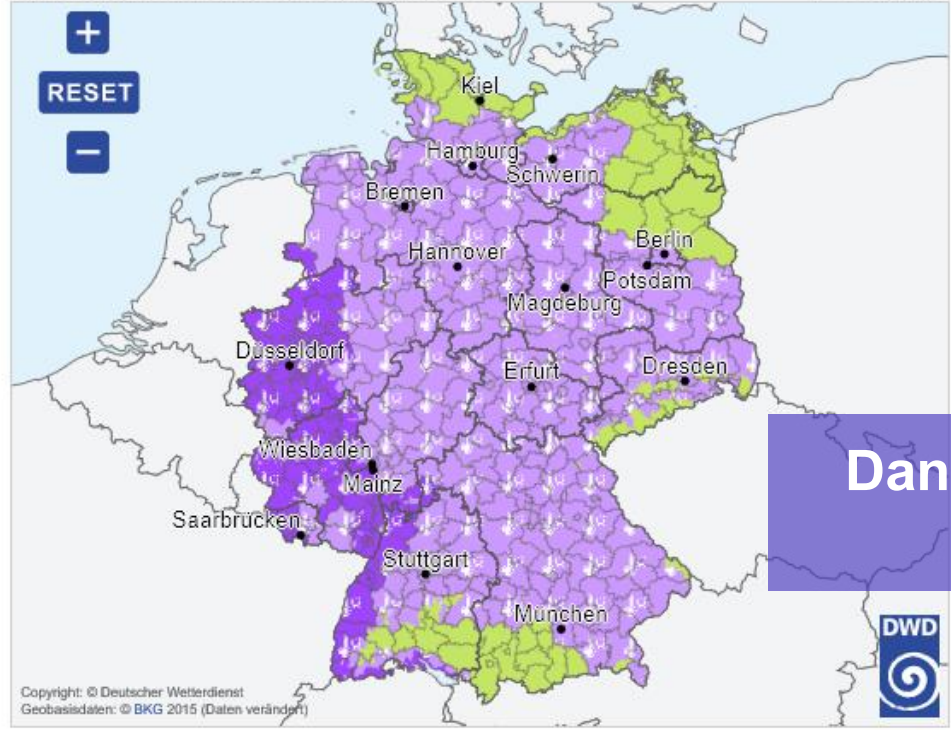 +
RESET
−
Kiel
Hamburg
Schwerin
Bremen
Berlin
Hannover
Potsdam
Magdeburg
Düsseldorf
Erfurt
Dresden
Wiesbaden
Mainz
Dan
Saarbrücken
Stuttgart
München
DWD
Copyright: © Deutscher Wetterdienst
Geobasisdaten: © BKG 2015 (Daten verändert)